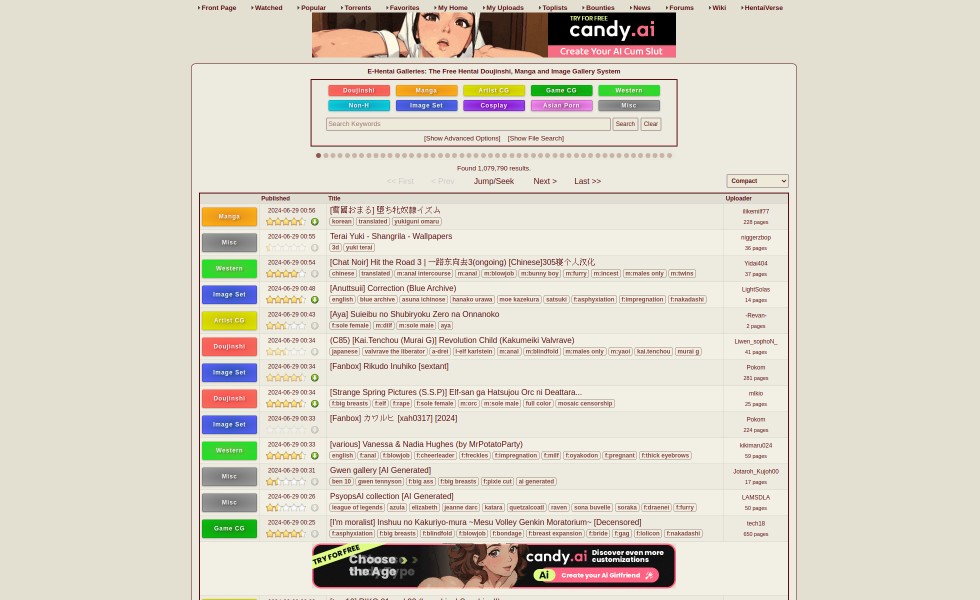 Front Page Watched Popular Torrents Favorites My Home My Uploads Toplists Bounties News Forums Wiki HentaiVerse
TRY FOR FREE
candy.ai
Create Your AI Cum Slut
E-Hentai Galleries: The Free Hentai Doujinshi, Manga and Image Gallery System
Doujinshi Manga Artist CG Game CG Western
Non-H Image Set Cosplay Asian Porn Misc
Search Keywords Search Clear
[Show Advanced Options] [Show File Search]
Found 1,079,790 results.
<< First < Prev Jump/Seek Next > Last >> Compact
Published Title Uploader
Manga 2024-06-29 00:56 堕ち牝奴隷イズム
korean translated yukiguni omaru 228 pages
Misc 2024-06-29 00:55 Terai Yuki - Shangrila - Wallpapers niggerzbop
3d yuki terai 36 pages
Western 2024-06-29 00:54 [Chat Noir] Hit the Road 3 | 一路东向去3(ongoing) [Chinese] Yidai404
chinese translated m:anal intercourse m:anal m:blowjob m:bunny boy m:furry m:incest m:males only m:twins 37 pages
Image Set 2024-06-29 00:48 [Anuttsuii] Correction (Blue Archive) LightSolas
english blue archive asuna ichinose hanako urawa moe kazekura satsuki f:asphyxiation f:impregnation f:nakadashi 14 pages
Artist CG 2024-06-29 00:43 [Aya] Suieibu no Shubiryoku Zero na Onnanoko -Revan-
f:sole female m:dilf m:sole male aya 2 pages
Doujinshi 2024-06-29 00:34 (C85) [Kai.Tenchou (Murai G)] Revolution Child (Kakumeiki Valvrave) Liwen_sophoN_
japanese valvrave the liberator a-drei l-elf karlstein m:anal m:blindfold m:males only m:yaoi kai.tenchou murai g 41 pages
Image Set 2024-06-29 00:34 [Fanbox] Rikudo Inuhiko [sextant] Pokom
281 pages
Doujinshi 2024-06-29 00:34 [Strange Spring Pictures (S.S.P)] Elf-san ga Hatsujou Orc ni Deattara... mikio
f:big breasts f:elf f:rape f:sole female m:orc m:sole male full color mosaic censorship 25 pages
Image Set 2024-06-29 00:33 [Fanbox] カワルヒ [xah0317] [2024] Pokom
224 pages
Western 2024-06-29 00:33 [various] Vanessa & Nadia Hughes (by MrPotatoParty) kikimaru024
english f:anal f:blowjob f:cheerleader f:freckles f:impregnation f:milf f:oyakodon f:pregnant f:thick eyebrows 59 pages
Misc 2024-06-29 00:31 Gwen gallery [AI Generated] Jotaroh_Kujoh00
ben 10 gwen tennyson f:big ass f:big breasts f:pixie cut ai generated 17 pages
Misc 2024-06-29 00:26 PsyopsAI collection [AI Generated] LAMSDLA
league of legends azula elizabeth jeanne darc katara quetzalcoatl raven sona buvelle soraka f:draenei f:furry 50 pages
Game CG 2024-06-29 00:25 [I'm moralist] Inshuu no Kakuriyo-mura ~Mesu Volley Genkin Moratorium~ [Decensored] tech18
f:asphyxiation f:big breasts f:blindfold f:blowjob f:bondage f:breast expansion f:bride f:gag f:lolicon f:nakadashi 650 pages
TRY FOR FREE
Choose
the Age
candy.ai
Discover even more
customizations
Ai Create your AI Girlfriend